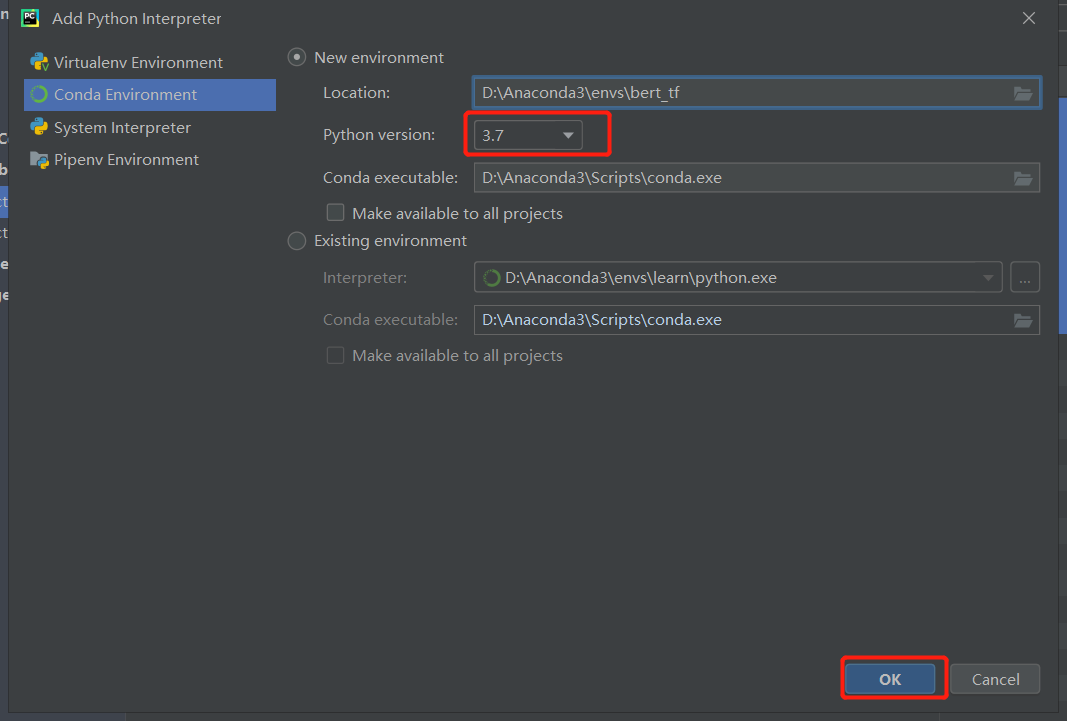 PC
Add Python Interpreter
Virtualenv Environment
Conda Environment
System Interpreter
Pipenv Environment
New environment
Location: D:\Anaconda3\envs\bert_tf
Python version: 3.7
Conda executable: D:\Anaconda3\Scripts\conda.exe
Make available to all projects
Existing environment
Interpreter: D:\Anaconda3\envs\learn\python.exe ...
Conda executable: D:\Anaconda3\Scripts\conda.exe
Make available to all projects
OK Cancel